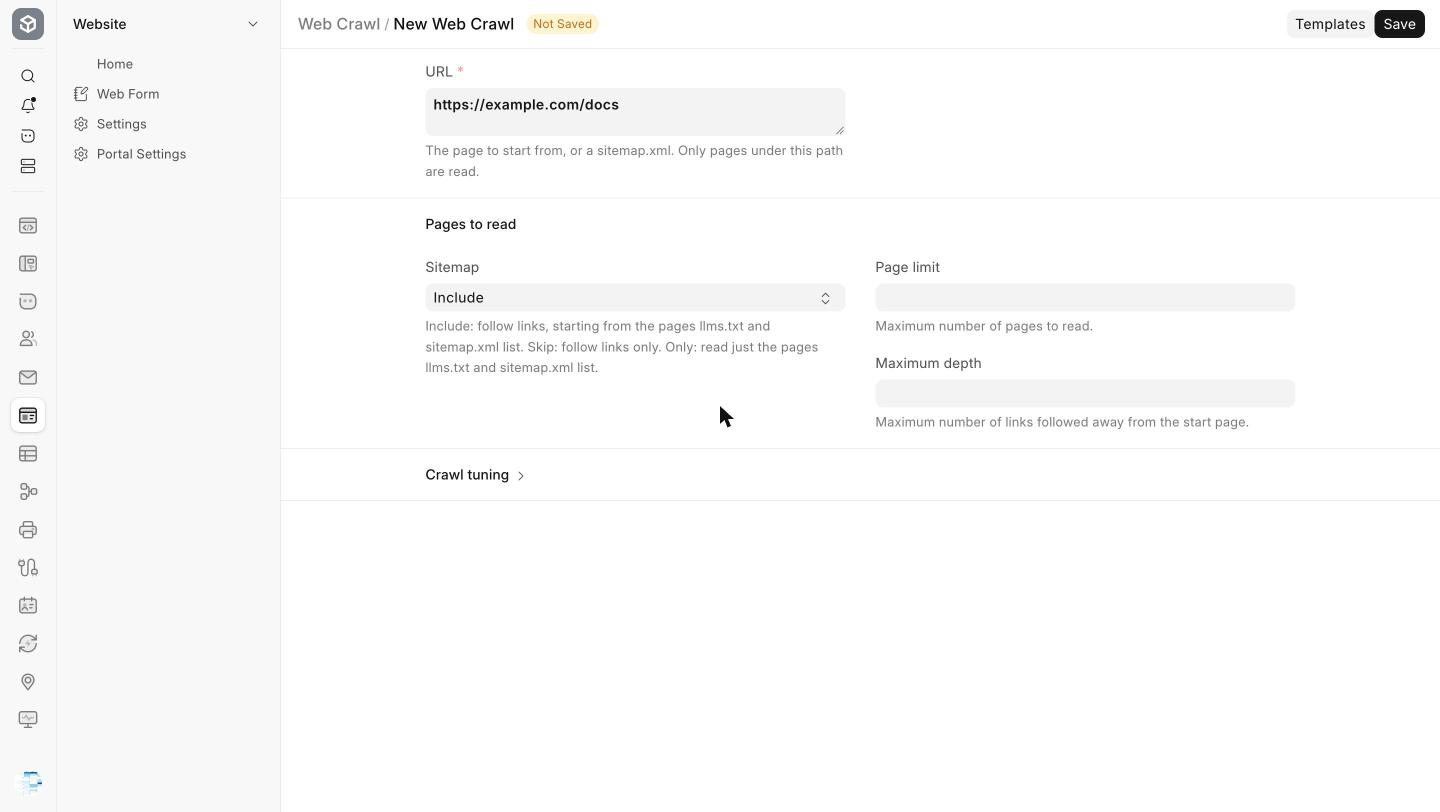 Website
Home
Web Form
Settings
Portal Settings
Web Crawl / New Web Crawl
Not Saved
Templates
Save
URL *
https://example.com/docs
The page to start from, or a sitemap.xml. Only pages under this path
are read.
Pages to read
Sitemap
Include
Include: follow links, starting from the pages llms.txt and
sitemap.xml list. Skip: follow links only. Only: read just the pages
llms.txt and sitemap.xml list.
Page limit
Maximum number of pages to read.
Maximum depth
Maximum number of links followed away from the start page.
Crawl tuning